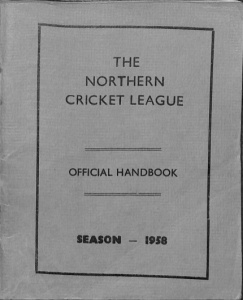 THE
NORTHERN
CRICKET LEAGUE
OFFICIAL HANDBOOK
SEASON — 1958